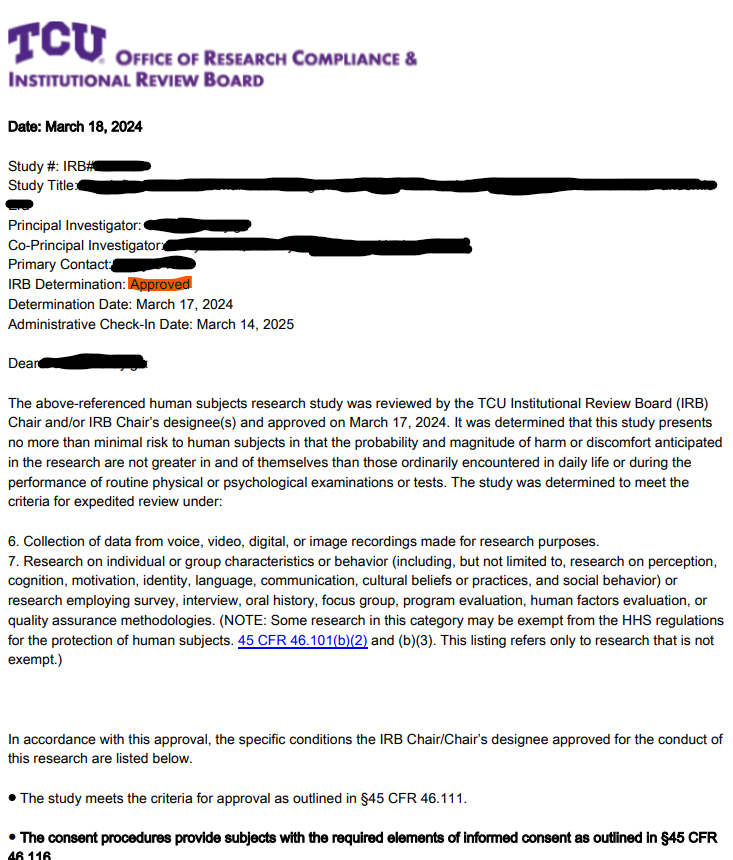 TCU OFFICE OF RESEARCH COMPLIANCE &
INSTITUTIONAL REVIEW BOARD
Date: March 18, 2024
Study #: IRB#
Study Title:
Principal Investigator:
Co-Principal Investigator:
Primary Contact:
IRB Determination: Approved
Determination Date: March 17, 2024
Administrative Check-In Date: March 14, 2025
Dear
The above-referenced human subjects research study was reviewed by the TCU Institutional Review Board (IRB)
Chair and/or IRB Chair’s designee(s) and approved on March 17, 2024. It was determined that this study presents
no more than minimal risk to human subjects in that the probability and magnitude of harm or discomfort anticipated
in the research are not greater in and of themselves than those ordinarily encountered in daily life or during the
performance of routine physical or psychological examinations or tests. The study was determined to meet the
criteria for expedited review under:
6. Collection of data from voice, video, digital, or image recordings made for research purposes.
7. Research on individual or group characteristics or behavior (including, but not limited to, research on perception,
cognition, motivation, identity, language, communication, cultural beliefs or practices, and social behavior) or
research employing survey, interview, oral history, focus group, program evaluation, human factors evaluation, or
quality assurance methodologies. (NOTE: Some research in this category may be exempt from the HHS regulations
for the protection of human subjects. 45 CFR 46.101(b)(2) and (b)(3). This listing refers only to research that is not
exempt.)
In accordance with this approval, the specific conditions the IRB Chair/Chair’s designee approved for the conduct of
this research are listed below.
● The study meets the criteria for approval as outlined in §45 CFR 46.111.
● The consent procedures provide subjects with the required elements of informed consent as outlined in §45 CFR
46.116